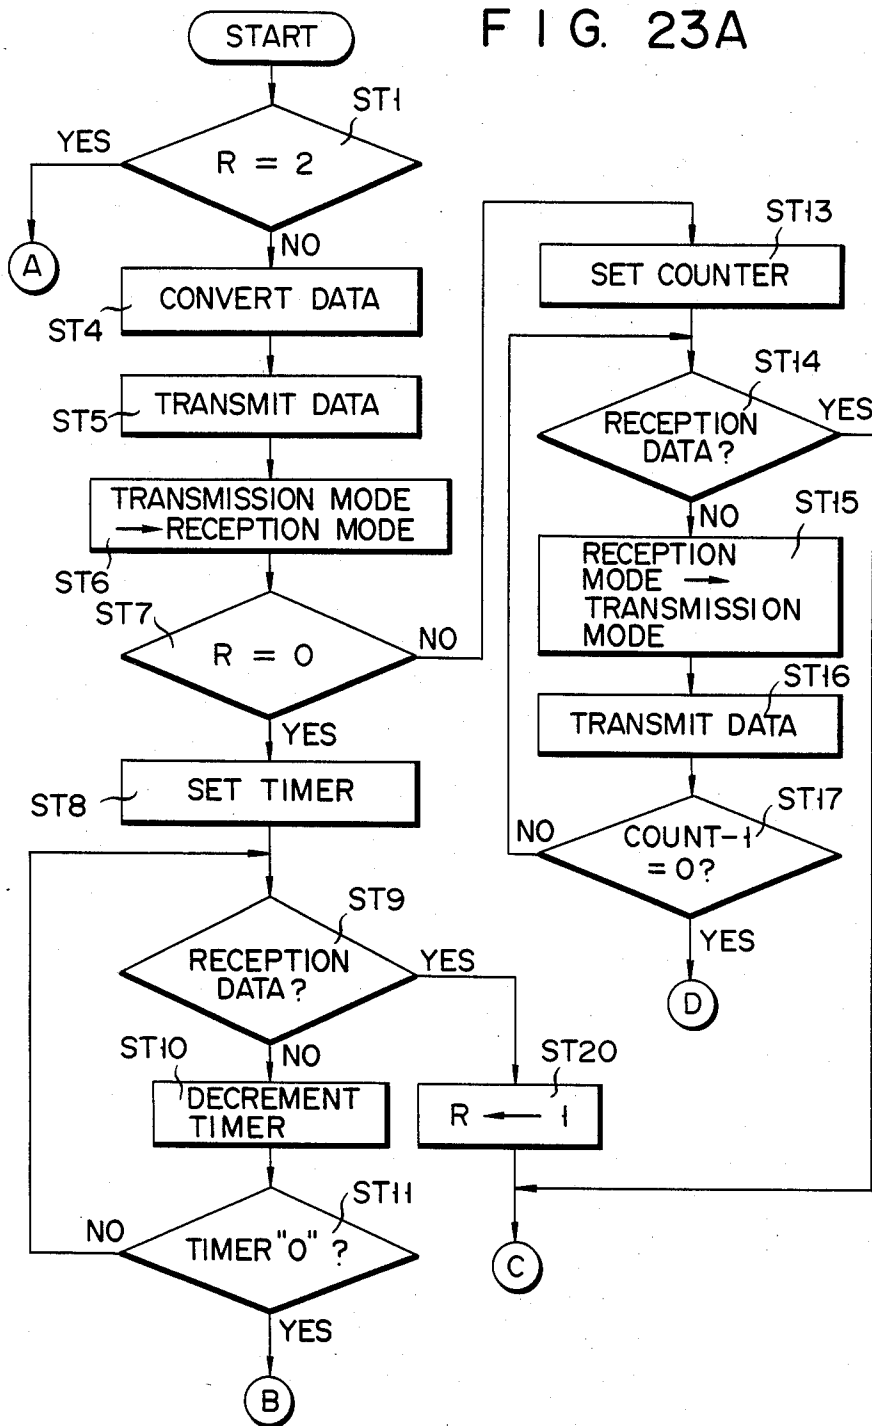 FIG. 23A
START
ST1
YES
R = 2
NO
A
CONVERT DATA
ST4
TRANSMIT DATA
ST5
TRANSMISSION MODE
→ RECEPTION MODE
ST6
ST7
R = 0
NO
YES
SET TIMER
ST8
ST9
RECEPTION
DATA?
YES
NO
ST10
DECREMENT
TIMER
ST11
NO
TIMER "0" ?
YES
B
ST20
R ← 1
C
ST13
SET COUNTER
ST14
RECEPTION
DATA?
YES
NO
ST15
RECEPTION
MODE →
TRANSMISSION
MODE
ST16
TRANSMIT DATA
ST17
NO
COUNT-1
= 0?
YES
D